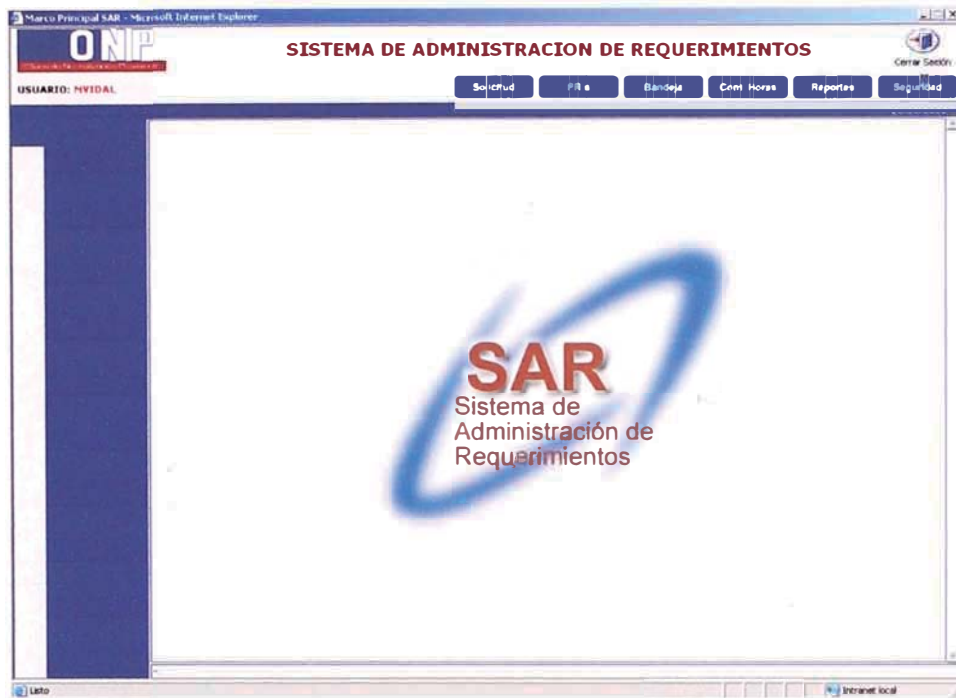 Marco Principal SAR - Microsoft Internet Explorer
ONP
SISTEMA DE ADMINISTRACION DE REQUERIMIENTOS
Cerrar Sesión
USUARIO: MVIDAL
Solicitud
Bandeja
Cont Horas
Reportes
Seguridad
SAR
Sistema de
Administración de
Requerimientos
Listo
Intranet local